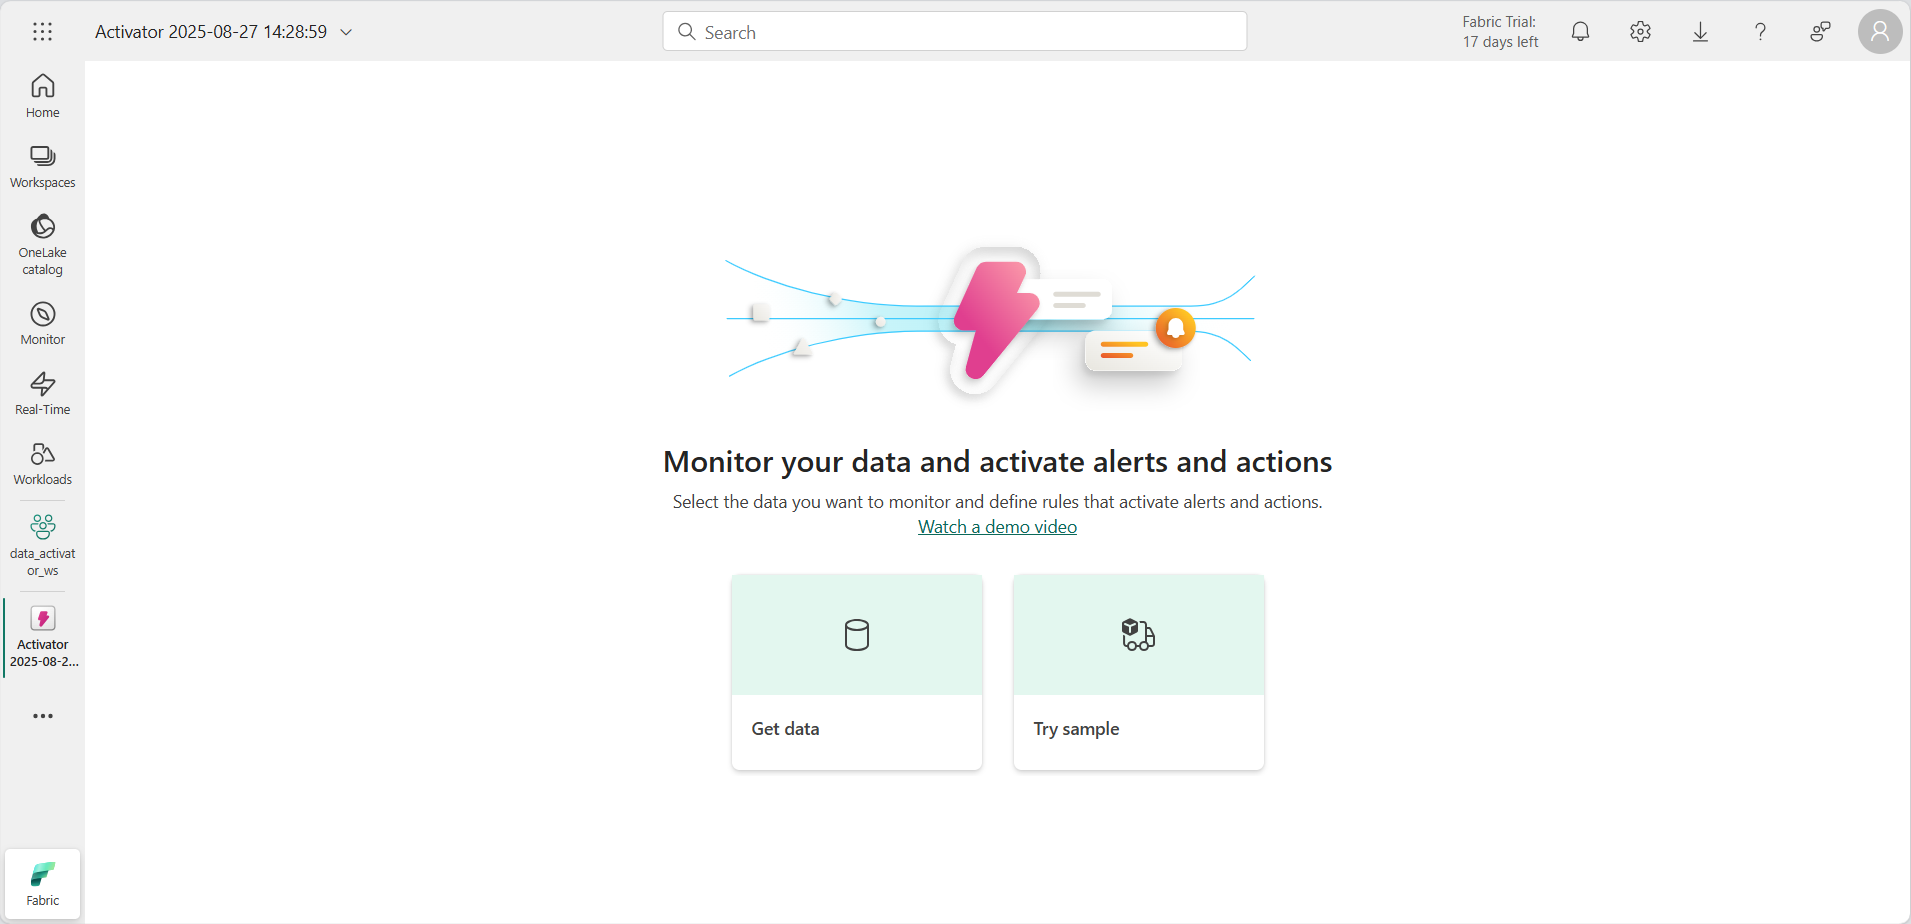 Activator 2025-08-27 14:28:59
Search
Fabric Trial:
17 days left
Home
Workspaces
OneLake
catalog
Monitor
Real-Time
Workloads
data_activat
or_ws
Activator
2025-08-2...
Fabric
Monitor your data and activate alerts and actions
Select the data you want to monitor and define rules that activate alerts and actions.
Watch a demo video
Get data
Try sample